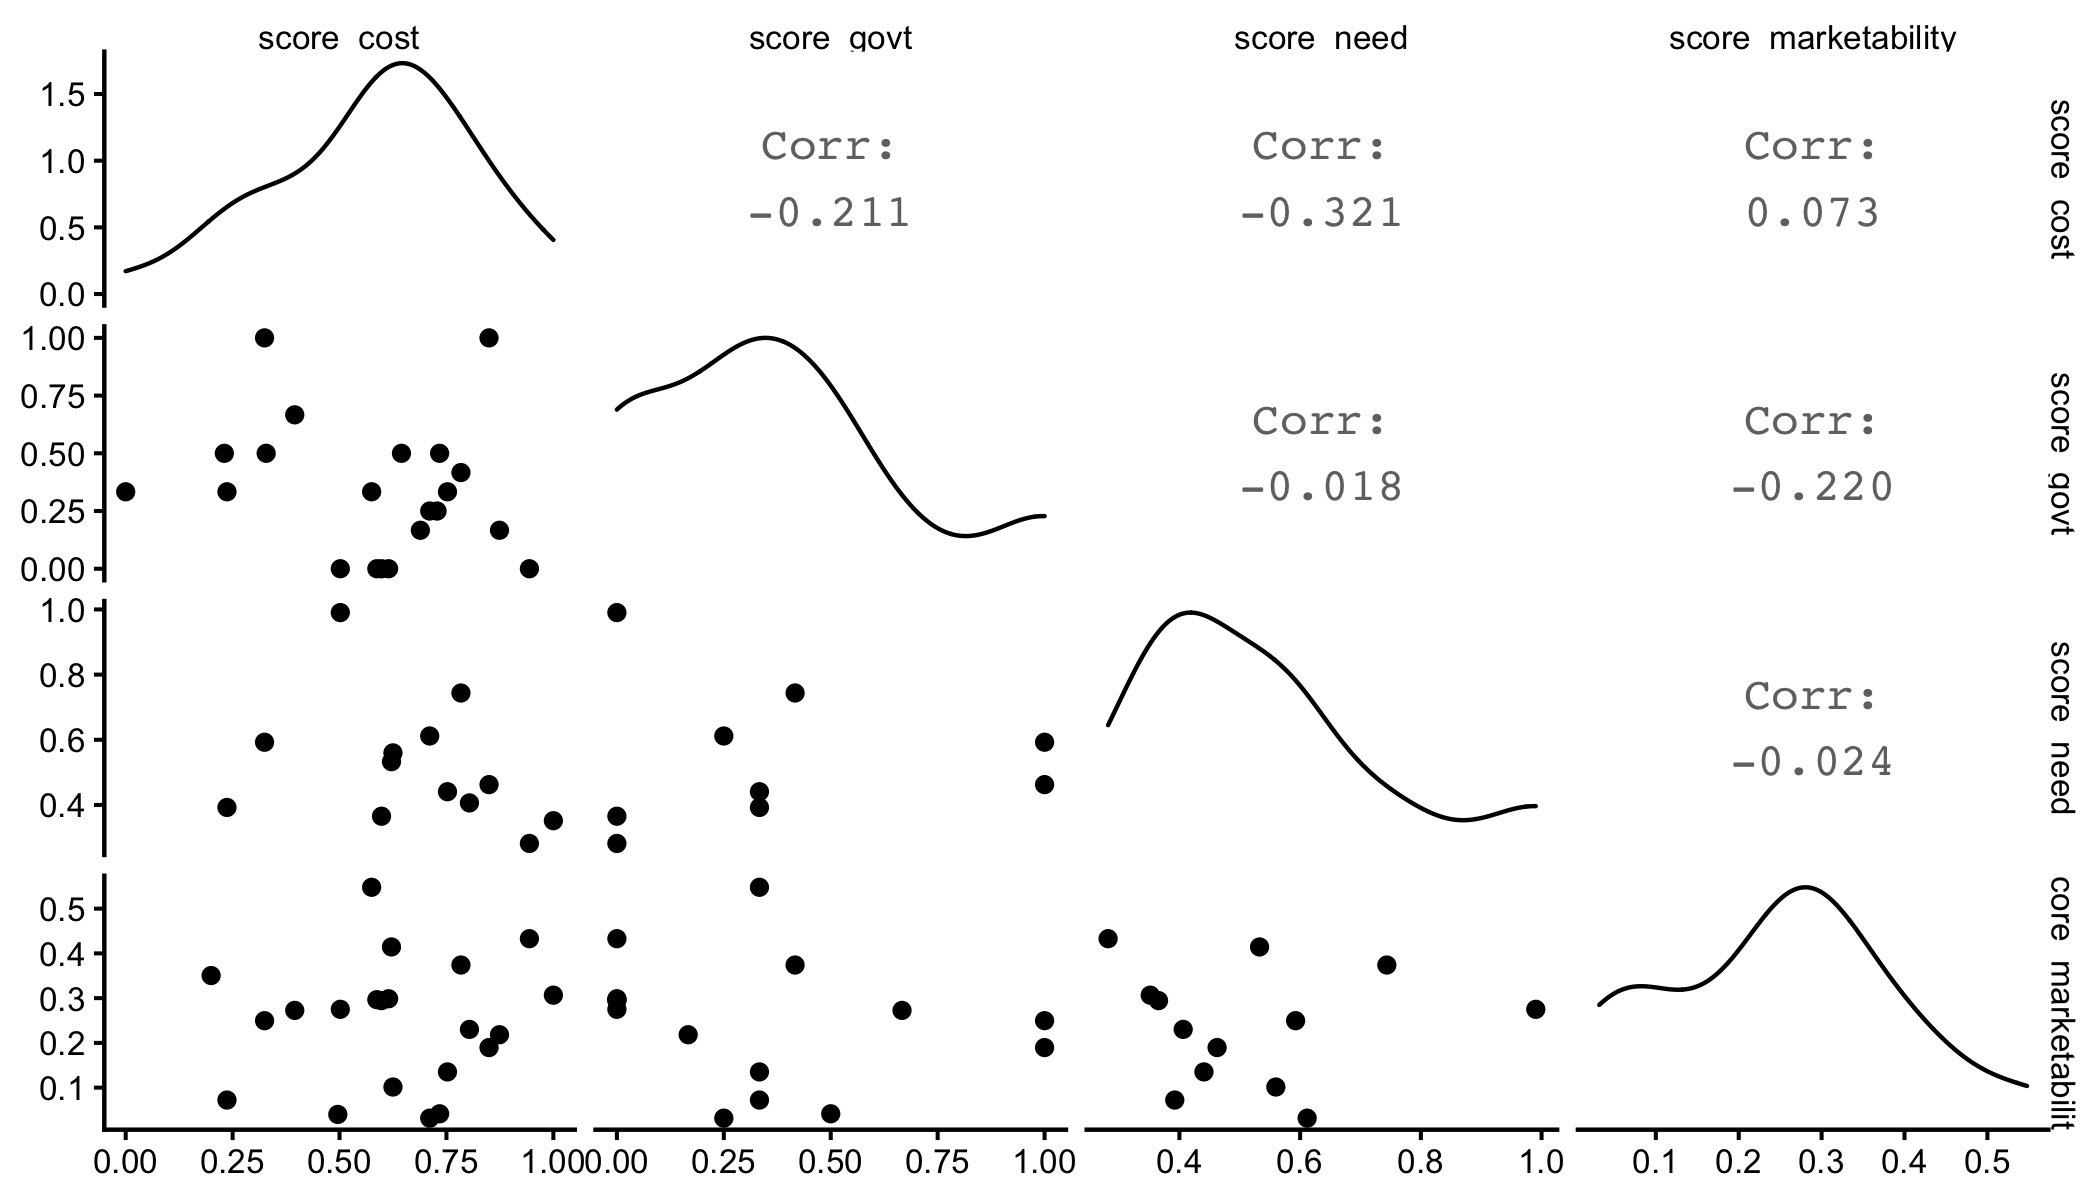 score_cost
score_govt
score_need
score_marketability
1.5
1.0
0.5
0.0
Corr:
-0.211
Corr:
-0.321
Corr:
0.073
score_cost
1.00
0.75
0.50
0.25
0.00
Corr:
-0.018
Corr:
-0.220
score_govt
1.0
0.8
0.6
0.4
Corr:
-0.024
score_need
0.5
0.4
0.3
0.2
0.1
core_marketabilit
0.00 0.25 0.50 0.75 1.00
0.00 0.25 0.50 0.75 1.00
0.4 0.6 0.8 1.0
0.1 0.2 0.3 0.4 0.5